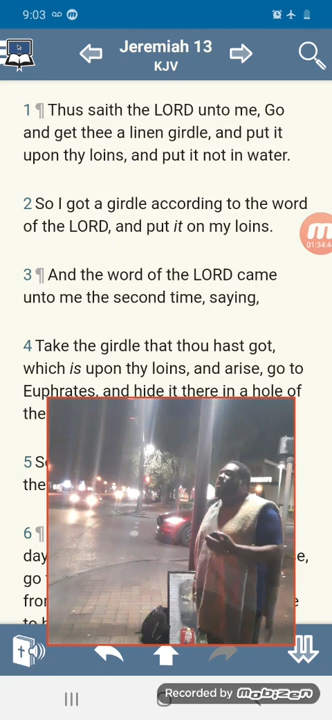 9:03
Jeremiah 13
KJV
1 ¶ Thus saith the LORD unto me, Go
and get thee a linen girdle, and put it
upon thy loins, and put it not in water.
2 So I got a girdle according to the word
of the LORD, and put it on my loins.
3 ¶ And the word of the LORD came
unto me the second time, saying,
01:34:4
4 Take the girdle that thou hast got,
which is upon thy loins, and arise, go to
Euphrates, and hide it there in a hole of
the
5 So
the
6 ¶
day
go
from
to
Recorded by mobizen